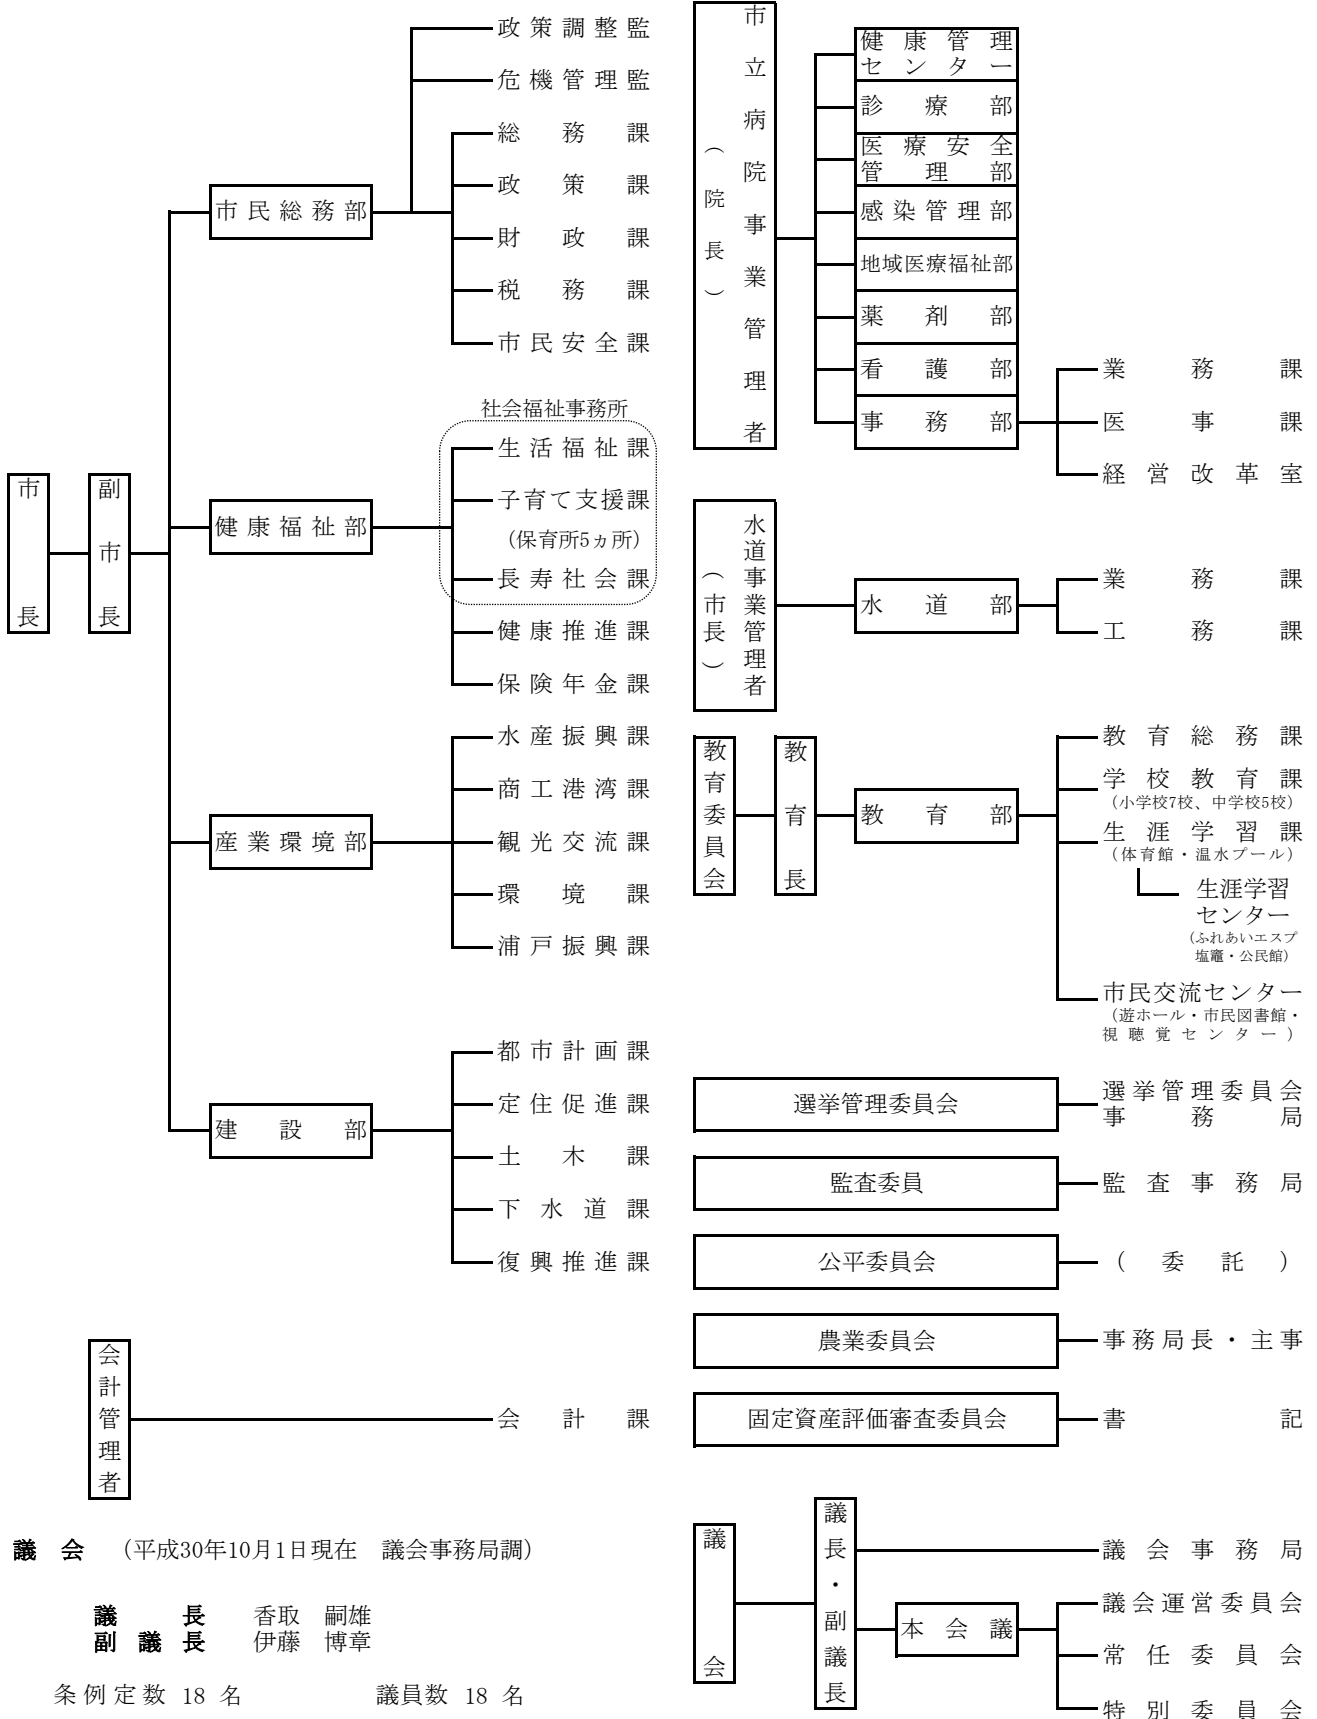 市長
副市長
市民総務部
政策調整監
危機管理監
総務課
政策課
財政課
税務課
市民安全課
健康福祉部
社会福祉事務所
生活福祉課
子育て支援課
(保育所5ヵ所)
長寿社会課
健康推進課
保険年金課
産業環境部
水産振興課
商工港湾課
観光交流課
環境課
浦戸振興課
建設部
都市計画課
定住促進課
土木課
下水道課
復興推進課
会計管理者
会計課
議会 (平成30年10月1日現在 議会事務局調)
議長 香取 嗣雄
副議長 伊藤 博章
条例定数 18 名 議員数 18 名
市立病院事業管理者
(院長)
健康管理
センター
診療部
医療安全
管理部
感染管理部
地域医療福祉部
薬剤部
看護部
事務部
業務課
医事課
経営改革室
水道事業管理者
(市長)
水道部
業務課
工務課
教育委員会
教育長
教育部
教育総務課
学校教育課
(小学校7校、中学校5校)
生涯学習課
(体育館・温水プール)
生涯学習
センター
(ふれあいエスプ
塩竈・公民館)
市民交流センター
(遊ホール・市民図書館・
視聴覚センター)
選挙管理委員会
選挙管理委員会
事務局
監査委員
監査事務局
公平委員会
(委託)
農業委員会
事務局長・主事
固定資産評価審査委員会
書記
議会
議長・副議長
議会事務局
本会議
議会運営委員会
常任委員会
特別委員会